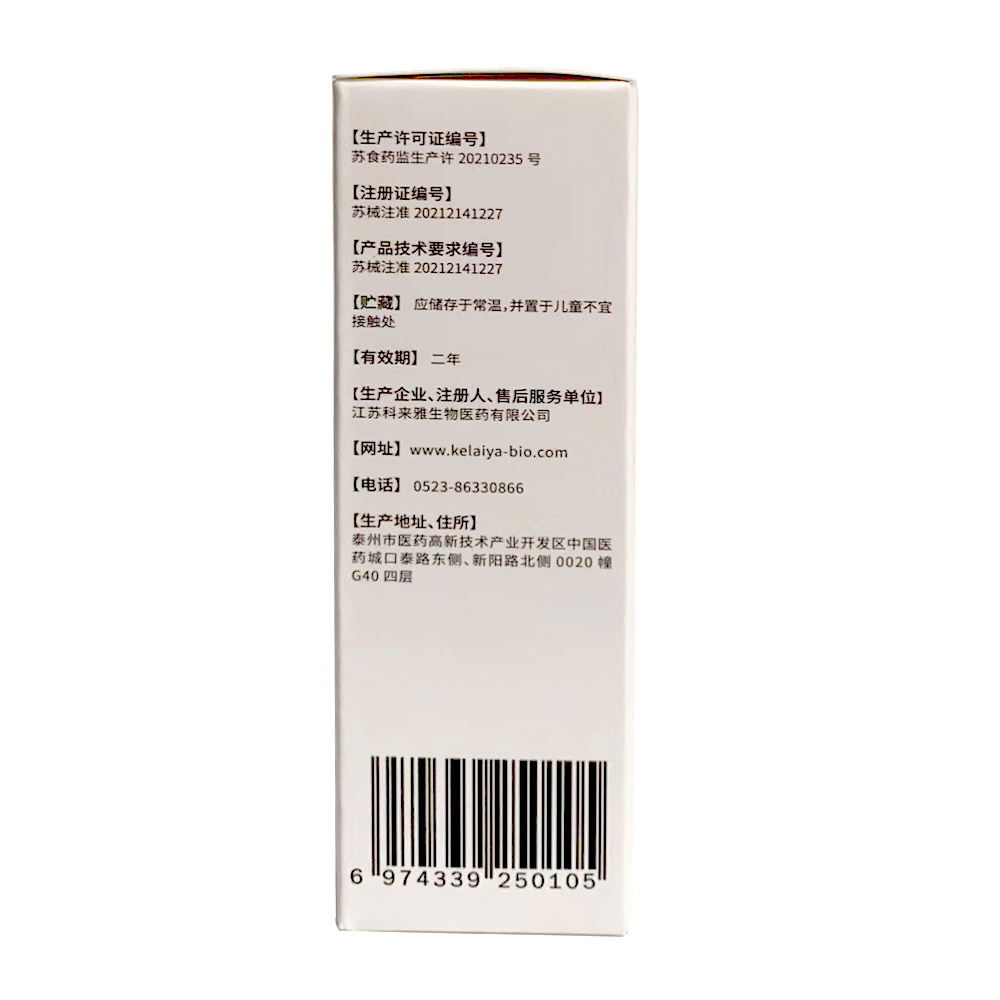 【生产许可证编号】
苏食药监生产许 20210235 号
【注册证编号】
苏械注准 20212141227
【产品技术要求编号】
苏械注准 20212141227
【贮藏】 应储存于常温,并置于儿童不宜
接触处
【有效期】 二年
【生产企业、注册人、售后服务单位】
江苏科来雅生物医药有限公司
【网址】 www.kelaiya-bio.com
【电话】 0523-86330866
【生产地址、住所】
泰州市医药高新技术产业开发区中国医
药城口泰路东侧、新阳路北侧 0020 幢
G40 四层
6 974339 250105